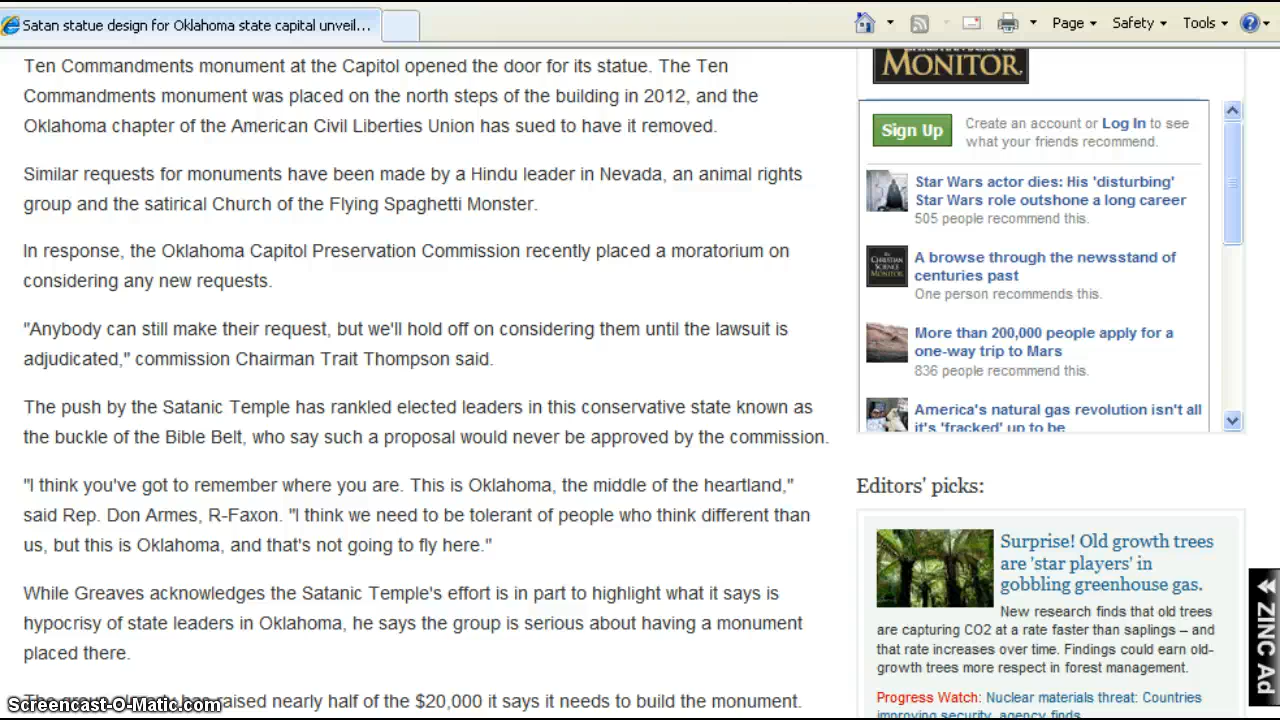 Satan statue design for Oklahoma state capital unveil...
Page
Safety
Tools
Ten Commandments monument at the Capitol opened the door for its statue. The Ten
Commandments monument was placed on the north steps of the building in 2012, and the
Oklahoma chapter of the American Civil Liberties Union has sued to have it removed.
Similar requests for monuments have been made by a Hindu leader in Nevada, an animal rights
group and the satirical Church of the Flying Spaghetti Monster.
In response, the Oklahoma Capitol Preservation Commission recently placed a moratorium on
considering any new requests.
"Anybody can still make their request, but we'll hold off on considering them until the lawsuit is
adjudicated," commission Chairman Trait Thompson said.
The push by the Satanic Temple has rankled elected leaders in this conservative state known as
the buckle of the Bible Belt, who say such a proposal would never be approved by the commission.
"I think you've got to remember where you are. This is Oklahoma, the middle of the heartland,"
said Rep. Don Armes, R-Faxon. "I think we need to be tolerant of people who think different than
us, but this is Oklahoma, and that's not going to fly here."
While Greaves acknowledges the Satanic Temple's effort is in part to highlight what it says is
hypocrisy of state leaders in Oklahoma, he says the group is serious about having a monument
placed there.
raised nearly half of the $20,000 it says it needs to build the monument.
Screencast-O-Matic.com
MONITOR
Sign Up
Create an account or Log In to see
what your friends recommend.
Star Wars actor dies: His 'disturbing'
Star Wars role outshone a long career
505 people recommend this.
THE CHRISTIAN SCIENCE MONITOR
A browse through the newsstand of
centuries past
One person recommends this.
More than 200,000 people apply for a
one-way trip to Mars
836 people recommend this.
America's natural gas revolution isn't all
it's 'fracked' up to be
Editors' picks:
Surprise! Old growth trees
are 'star players' in
gobbling greenhouse gas.
New research finds that old trees
are capturing CO2 at a rate faster than saplings – and
that rate increases over time. Findings could earn old-
growth trees more respect in forest management.
Progress Watch: Nuclear materials threat: Countries
improving security, agency finds
ZINC Ad